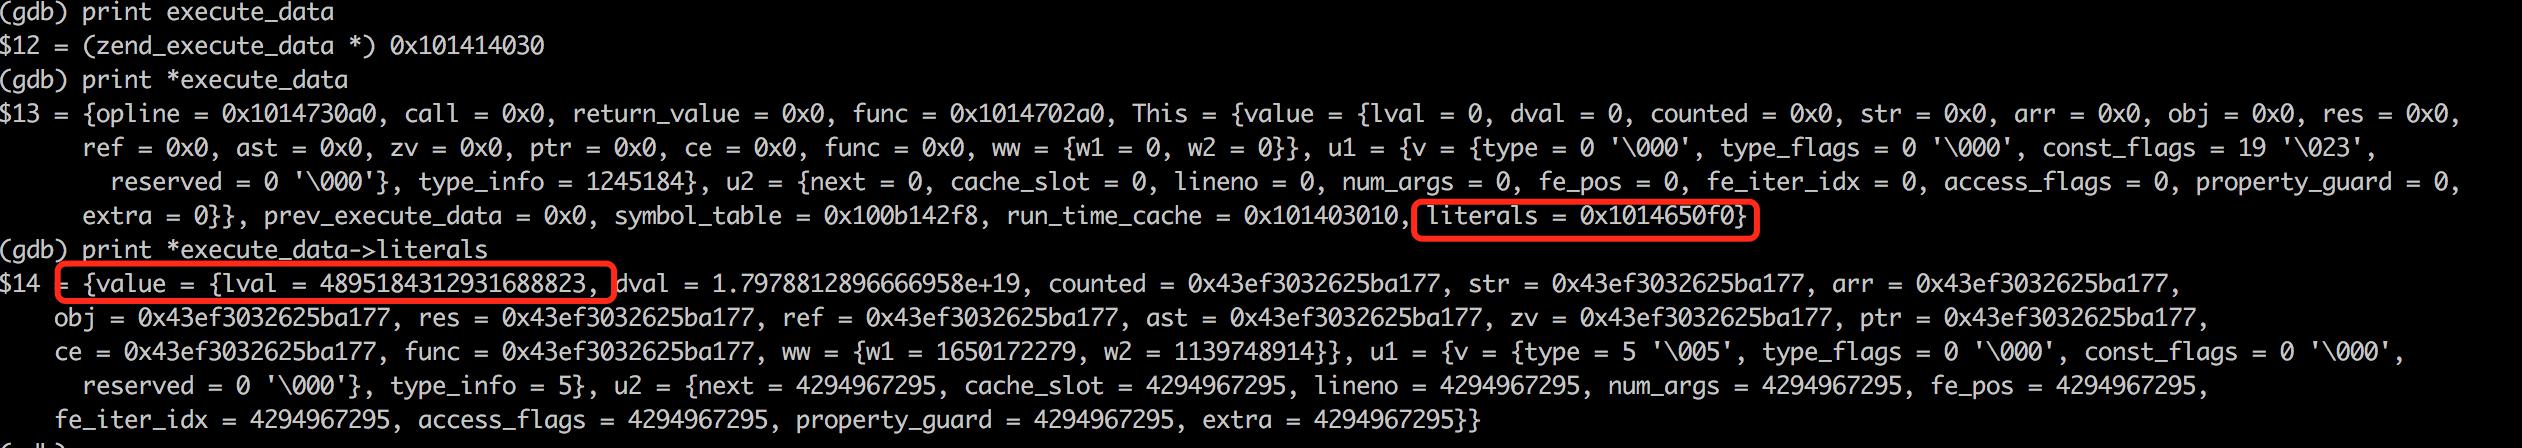 (gdb) print execute_data
$12 = (zend_execute_data *) 0x101414030
(gdb) print *execute_data
$13 = {opline = 0x1014730a0, call = 0x0, return_value = 0x0, func = 0x1014702a0, This = {value = {lval = 0, dval = 0, counted = 0x0, str = 0x0, arr = 0x0, obj = 0x0, res = 0x0,
ref = 0x0, ast = 0x0, zv = 0x0, ptr = 0x0, ce = 0x0, func = 0x0, ww = {w1 = 0, w2 = 0}}, u1 = {v = {type = 0 '\000', type_flags = 0 '\000', const_flags = 19 '\023',
reserved = 0 '\000'}, type_info = 1245184}, u2 = {next = 0, cache_slot = 0, lineno = 0, num_args = 0, fe_pos = 0, fe_iter_idx = 0, access_flags = 0, property_guard = 0,
extra = 0}}, prev_execute_data = 0x0, symbol_table = 0x100b142f8, run_time_cache = 0x101403010, literals = 0x1014650f0}
(gdb) print *execute_data->literals
$14 = {value = {lval = 4895184312931688823, dval = 1.7978812896666958e+19, counted = 0x43ef3032625ba177, str = 0x43ef3032625ba177, arr = 0x43ef3032625ba177,
obj = 0x43ef3032625ba177, res = 0x43ef3032625ba177, ref = 0x43ef3032625ba177, ast = 0x43ef3032625ba177, zv = 0x43ef3032625ba177, ptr = 0x43ef3032625ba177,
ce = 0x43ef3032625ba177, func = 0x43ef3032625ba177, ww = {w1 = 1650172279, w2 = 1139748914}}, u1 = {v = {type = 5 '\005', type_flags = 0 '\000', const_flags = 0 '\000',
reserved = 0 '\000'}, type_info = 5}, u2 = {next = 4294967295, cache_slot = 4294967295, lineno = 4294967295, num_args = 4294967295, fe_pos = 4294967295,
fe_iter_idx = 4294967295, access_flags = 4294967295, property_guard = 4294967295, extra = 4294967295}}